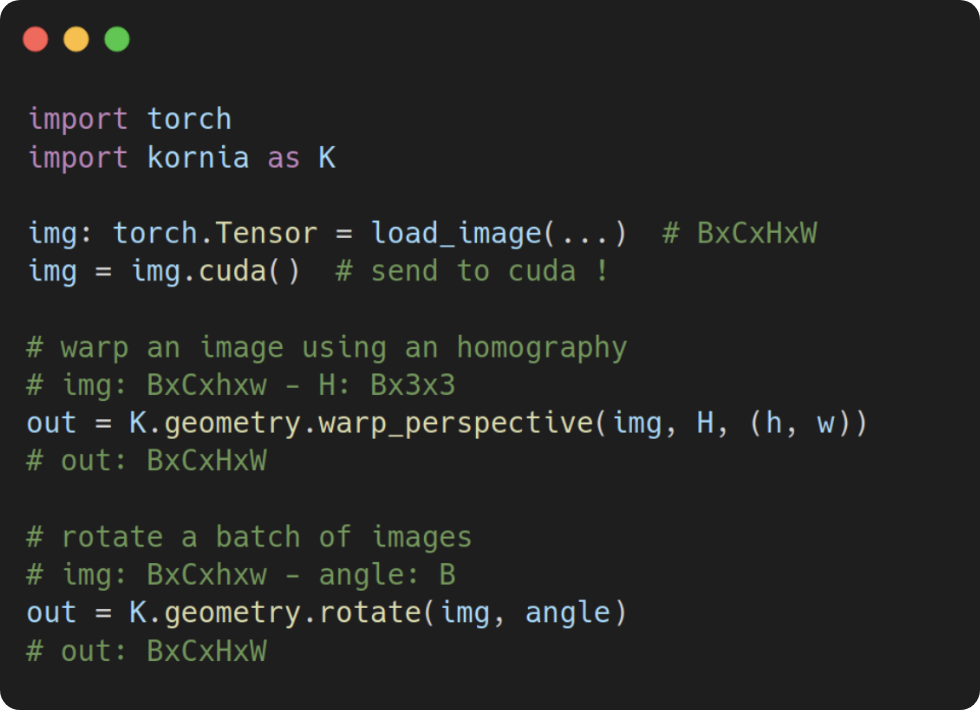 import torch
import kornia as K
img: torch.Tensor = load_image(...)  # BxCxHxW
img = img.cuda()  # send to cuda !
# warp an image using an homography
# img: BxCxhxw - H: Bx3x3
out = K.geometry.warp_perspective(img, H, (h, w))
# out: BxCxHxW
# rotate a batch of images
# img: BxCxhxw - angle: B
out = K.geometry.rotate(img, angle)
# out: BxCxHxW